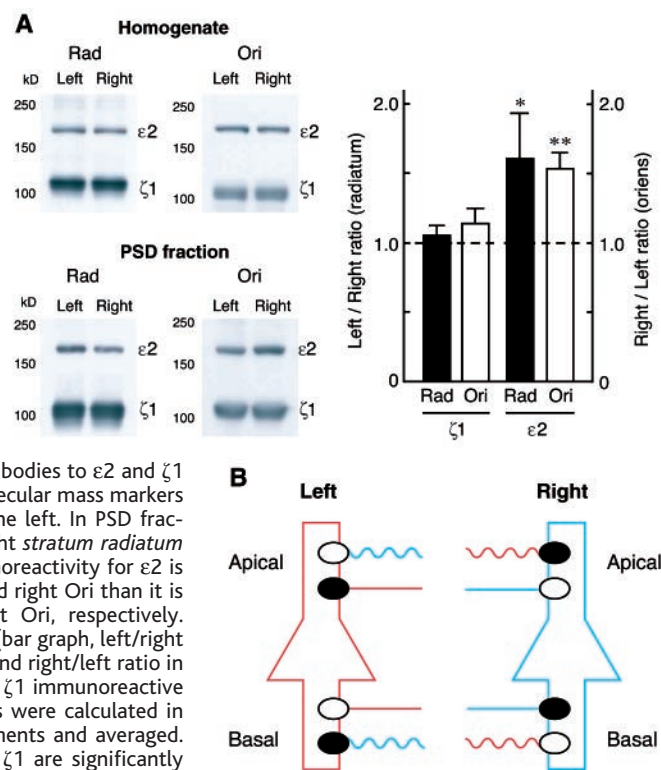 A
Homogenate
Rad
Ori
kD
Left Right
Left Right
250
150
100
ε2
ζ1
250
150
100
ε2
ζ1
PSD fraction
Rad
Ori
kD
Left Right
Left Right
250
150
100
ε2
ζ1
250
150
100
ε2
ζ1
Left / Right ratio (radiatum)
2.0
1.0
0
*
**
2.0
1.0
0
Right / Left ratio (oriens)
Rad Ori Rad Ori
ζ1 ε2
bodies to ε2 and ζ1
ecular mass markers
e left. In PSD frac-
nt stratum radiatum
noreactivity for ε2 is
d right Ori than it is
t Ori, respectively.
(bar graph, left/right
nd right/left ratio in
ζ1 immunoreactive
s were calculated in
ments and averaged.
ζ1 are significantly
B
Left
Right
Apical
Apical
Basal
Basal